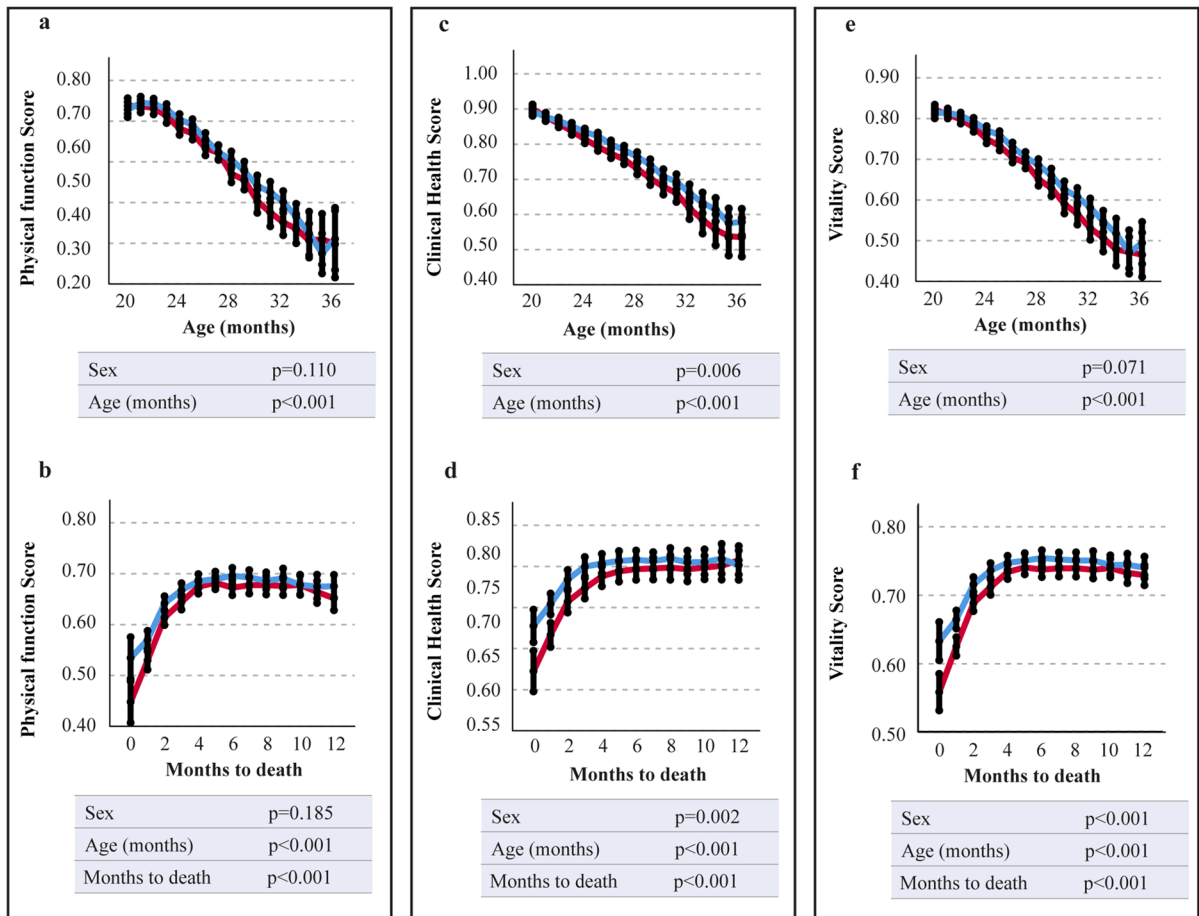 a
Physical function Score
0.80
0.70
0.60
0.50
0.40
0.30
0.20
20 24 28 32 36
Age (months)
Sex p=0.110
Age (months) p<0.001
b
Physical function Score
0.80
0.70
0.60
0.50
0.40
0 2 4 6 8 10 12
Months to death
Sex p=0.185
Age (months) p<0.001
Months to death p<0.001
c
Clinical Health Score
1.00
0.90
0.80
0.70
0.60
0.50
0.40
20 24 28 32 36
Age (months)
Sex p=0.006
Age (months) p<0.001
d
Clinical Health Score
0.85
0.80
0.75
0.70
0.65
0.60
0.55
0 2 4 6 8 10 12
Months to death
Sex p=0.002
Age (months) p<0.001
Months to death p<0.001
e
Vitality Score
0.90
0.80
0.70
0.60
0.50
0.40
20 24 28 32 36
Age (months)
Sex p=0.071
Age (months) p<0.001
f
Vitality Score
0.80
0.70
0.60
0.50
0 2 4 6 8 10 12
Months to death
Sex p<0.001
Age (months) p<0.001
Months to death p<0.001